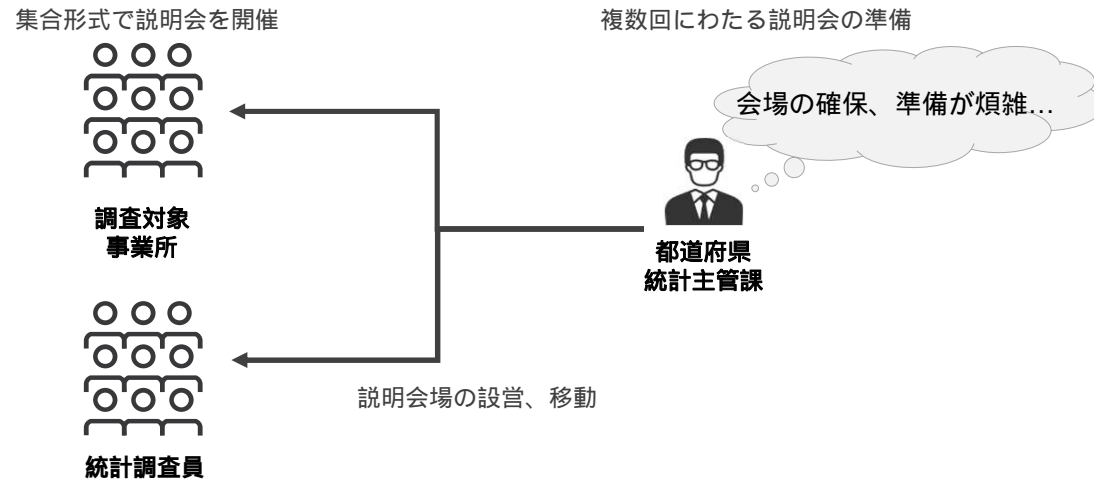 集合形式で説明会を開催
複数回にわたる説明会の準備
会場の確保、準備が煩雑…
調査対象
事業所
都道府県
統計主管課
説明会場の設営、移動
統計調査員